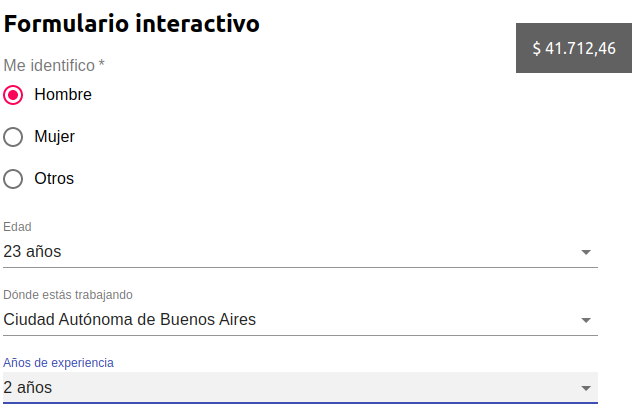 Formulario interactivo
$ 41.712,46
Me identifico *
Hombre
Mujer
Otros
Edad
23 años
Dónde estás trabajando
Ciudad Autónoma de Buenos Aires
Años de experiencia
2 años